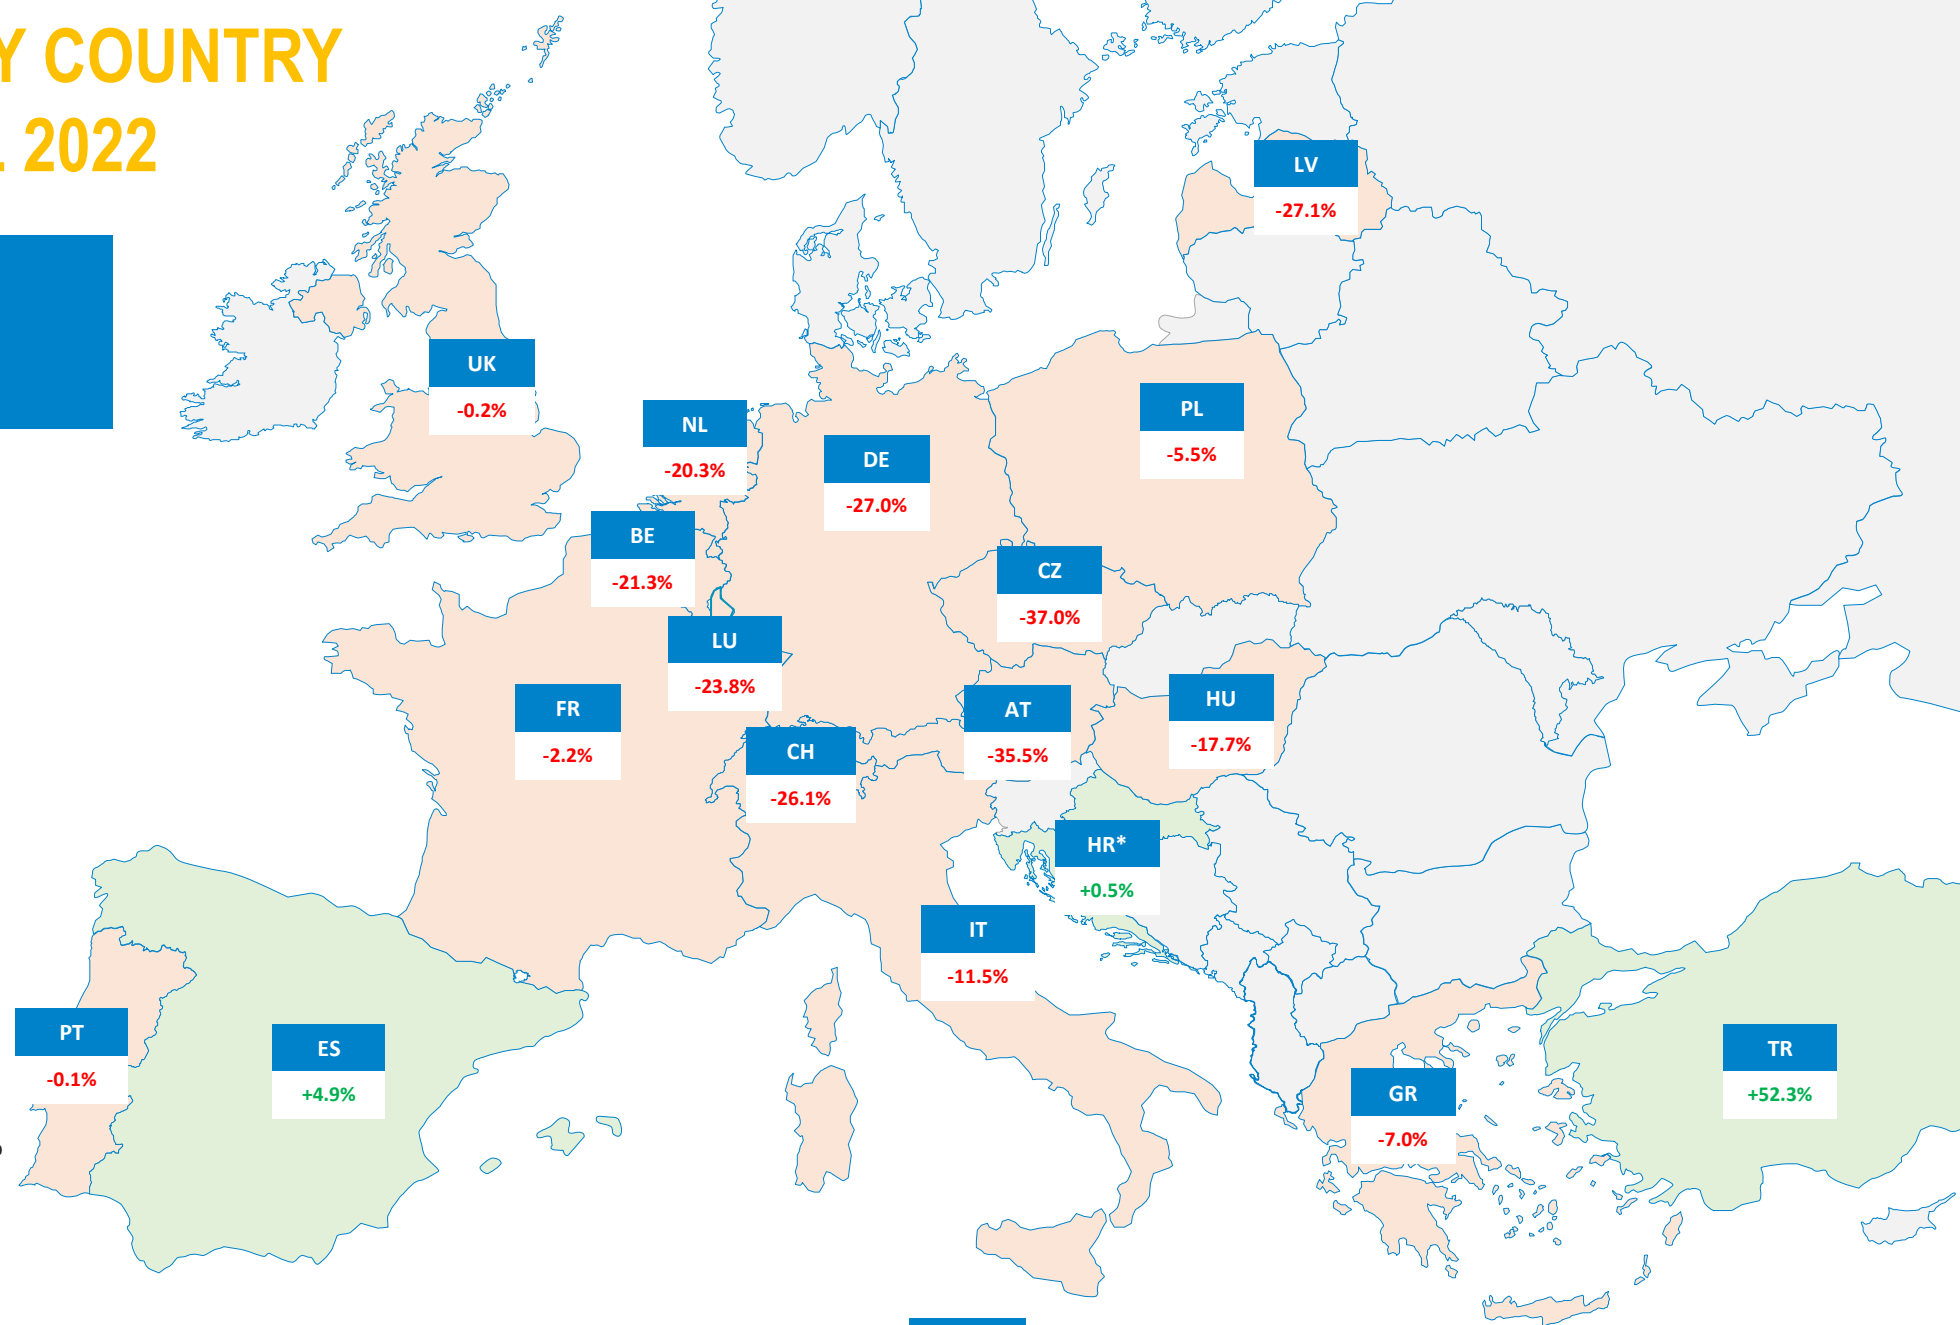 Y COUNTRY
2022
LV
-27.1%
UK
-0.2%
NL
-20.3%
DE
-27.0%
PL
-5.5%
BE
-21.3%
CZ
-37.0%
LU
-23.8%
FR
-2.2%
CH
-26.1%
AT
-35.5%
HU
-17.7%
HR*
+0.5%
IT
-11.5%
PT
-0.1%
ES
+4.9%
GR
-7.0%
TR
+52.3%